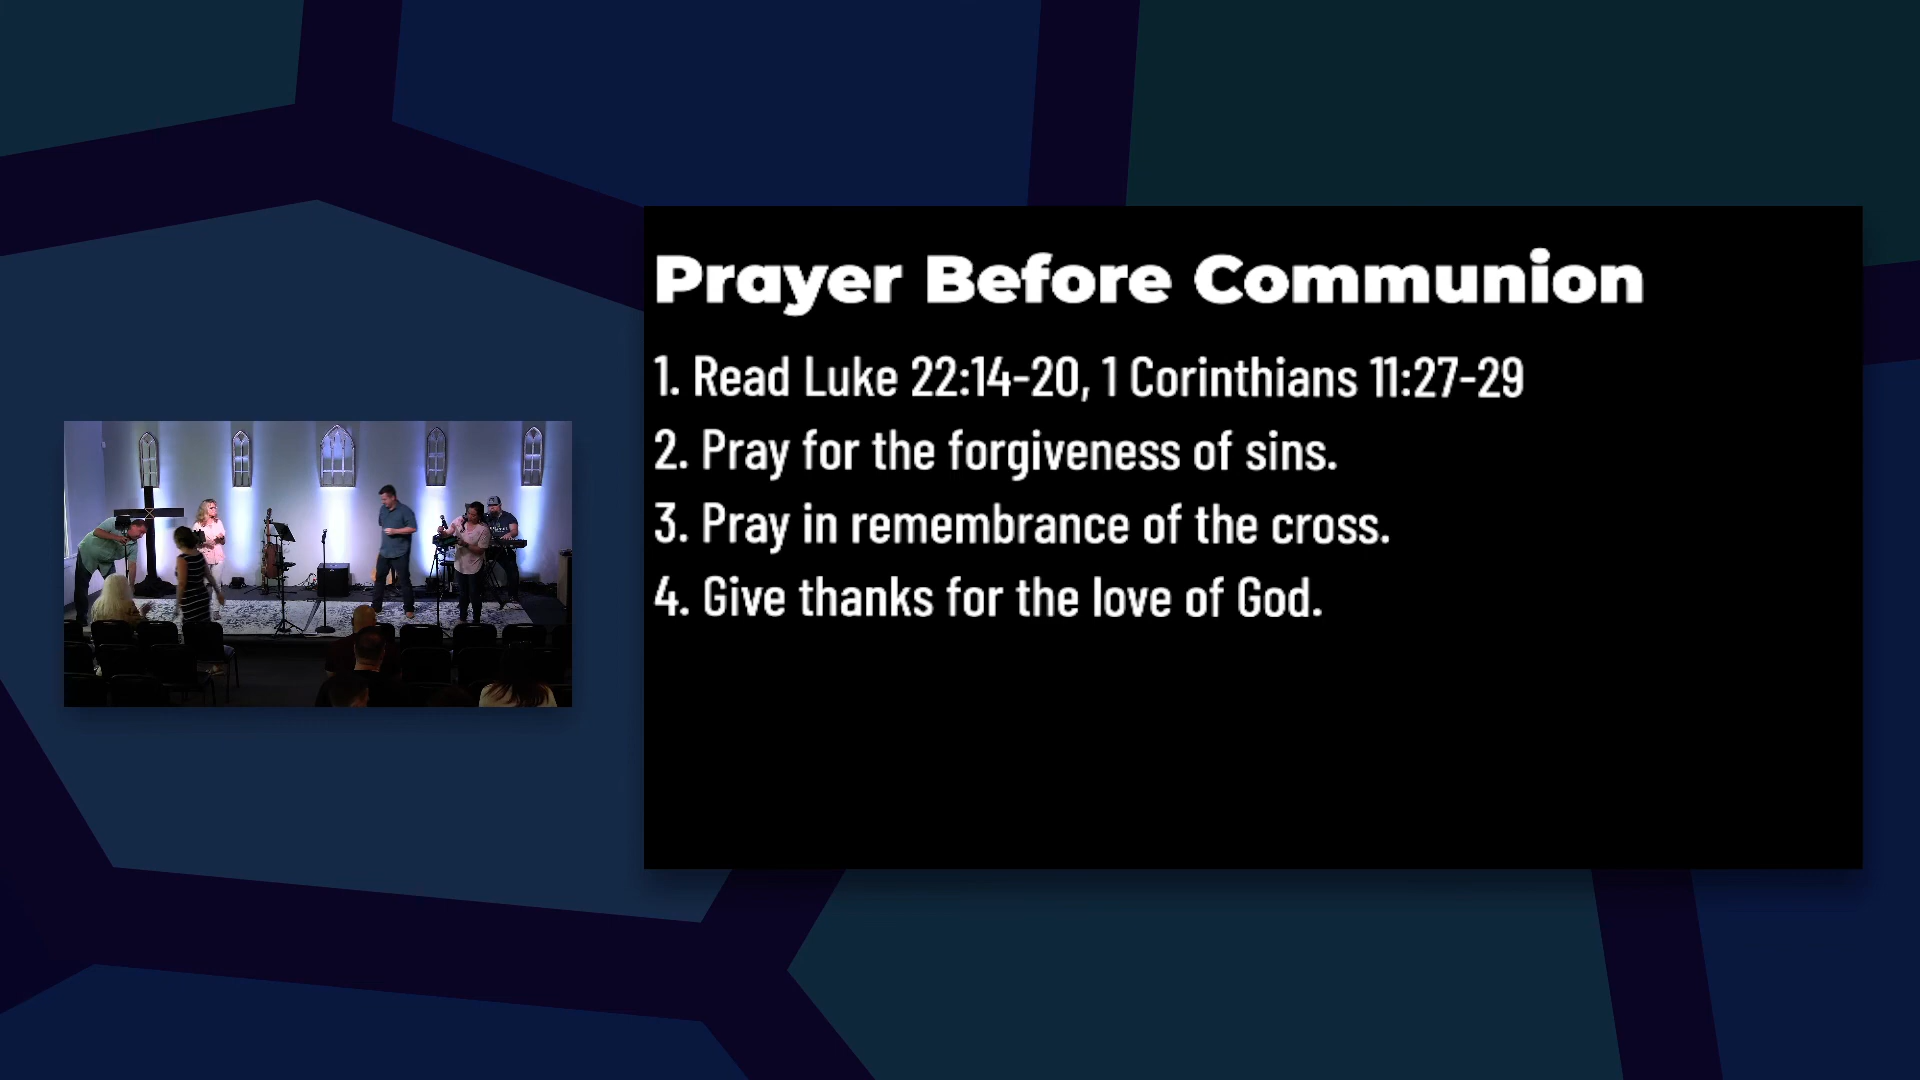 Prayer Before Communion
1. Read Luke 22:14-20, 1 Corinthians 11:27-29
2. Pray for the forgiveness of sins.
3. Pray in remembrance of the cross.
4. Give thanks for the love of God.